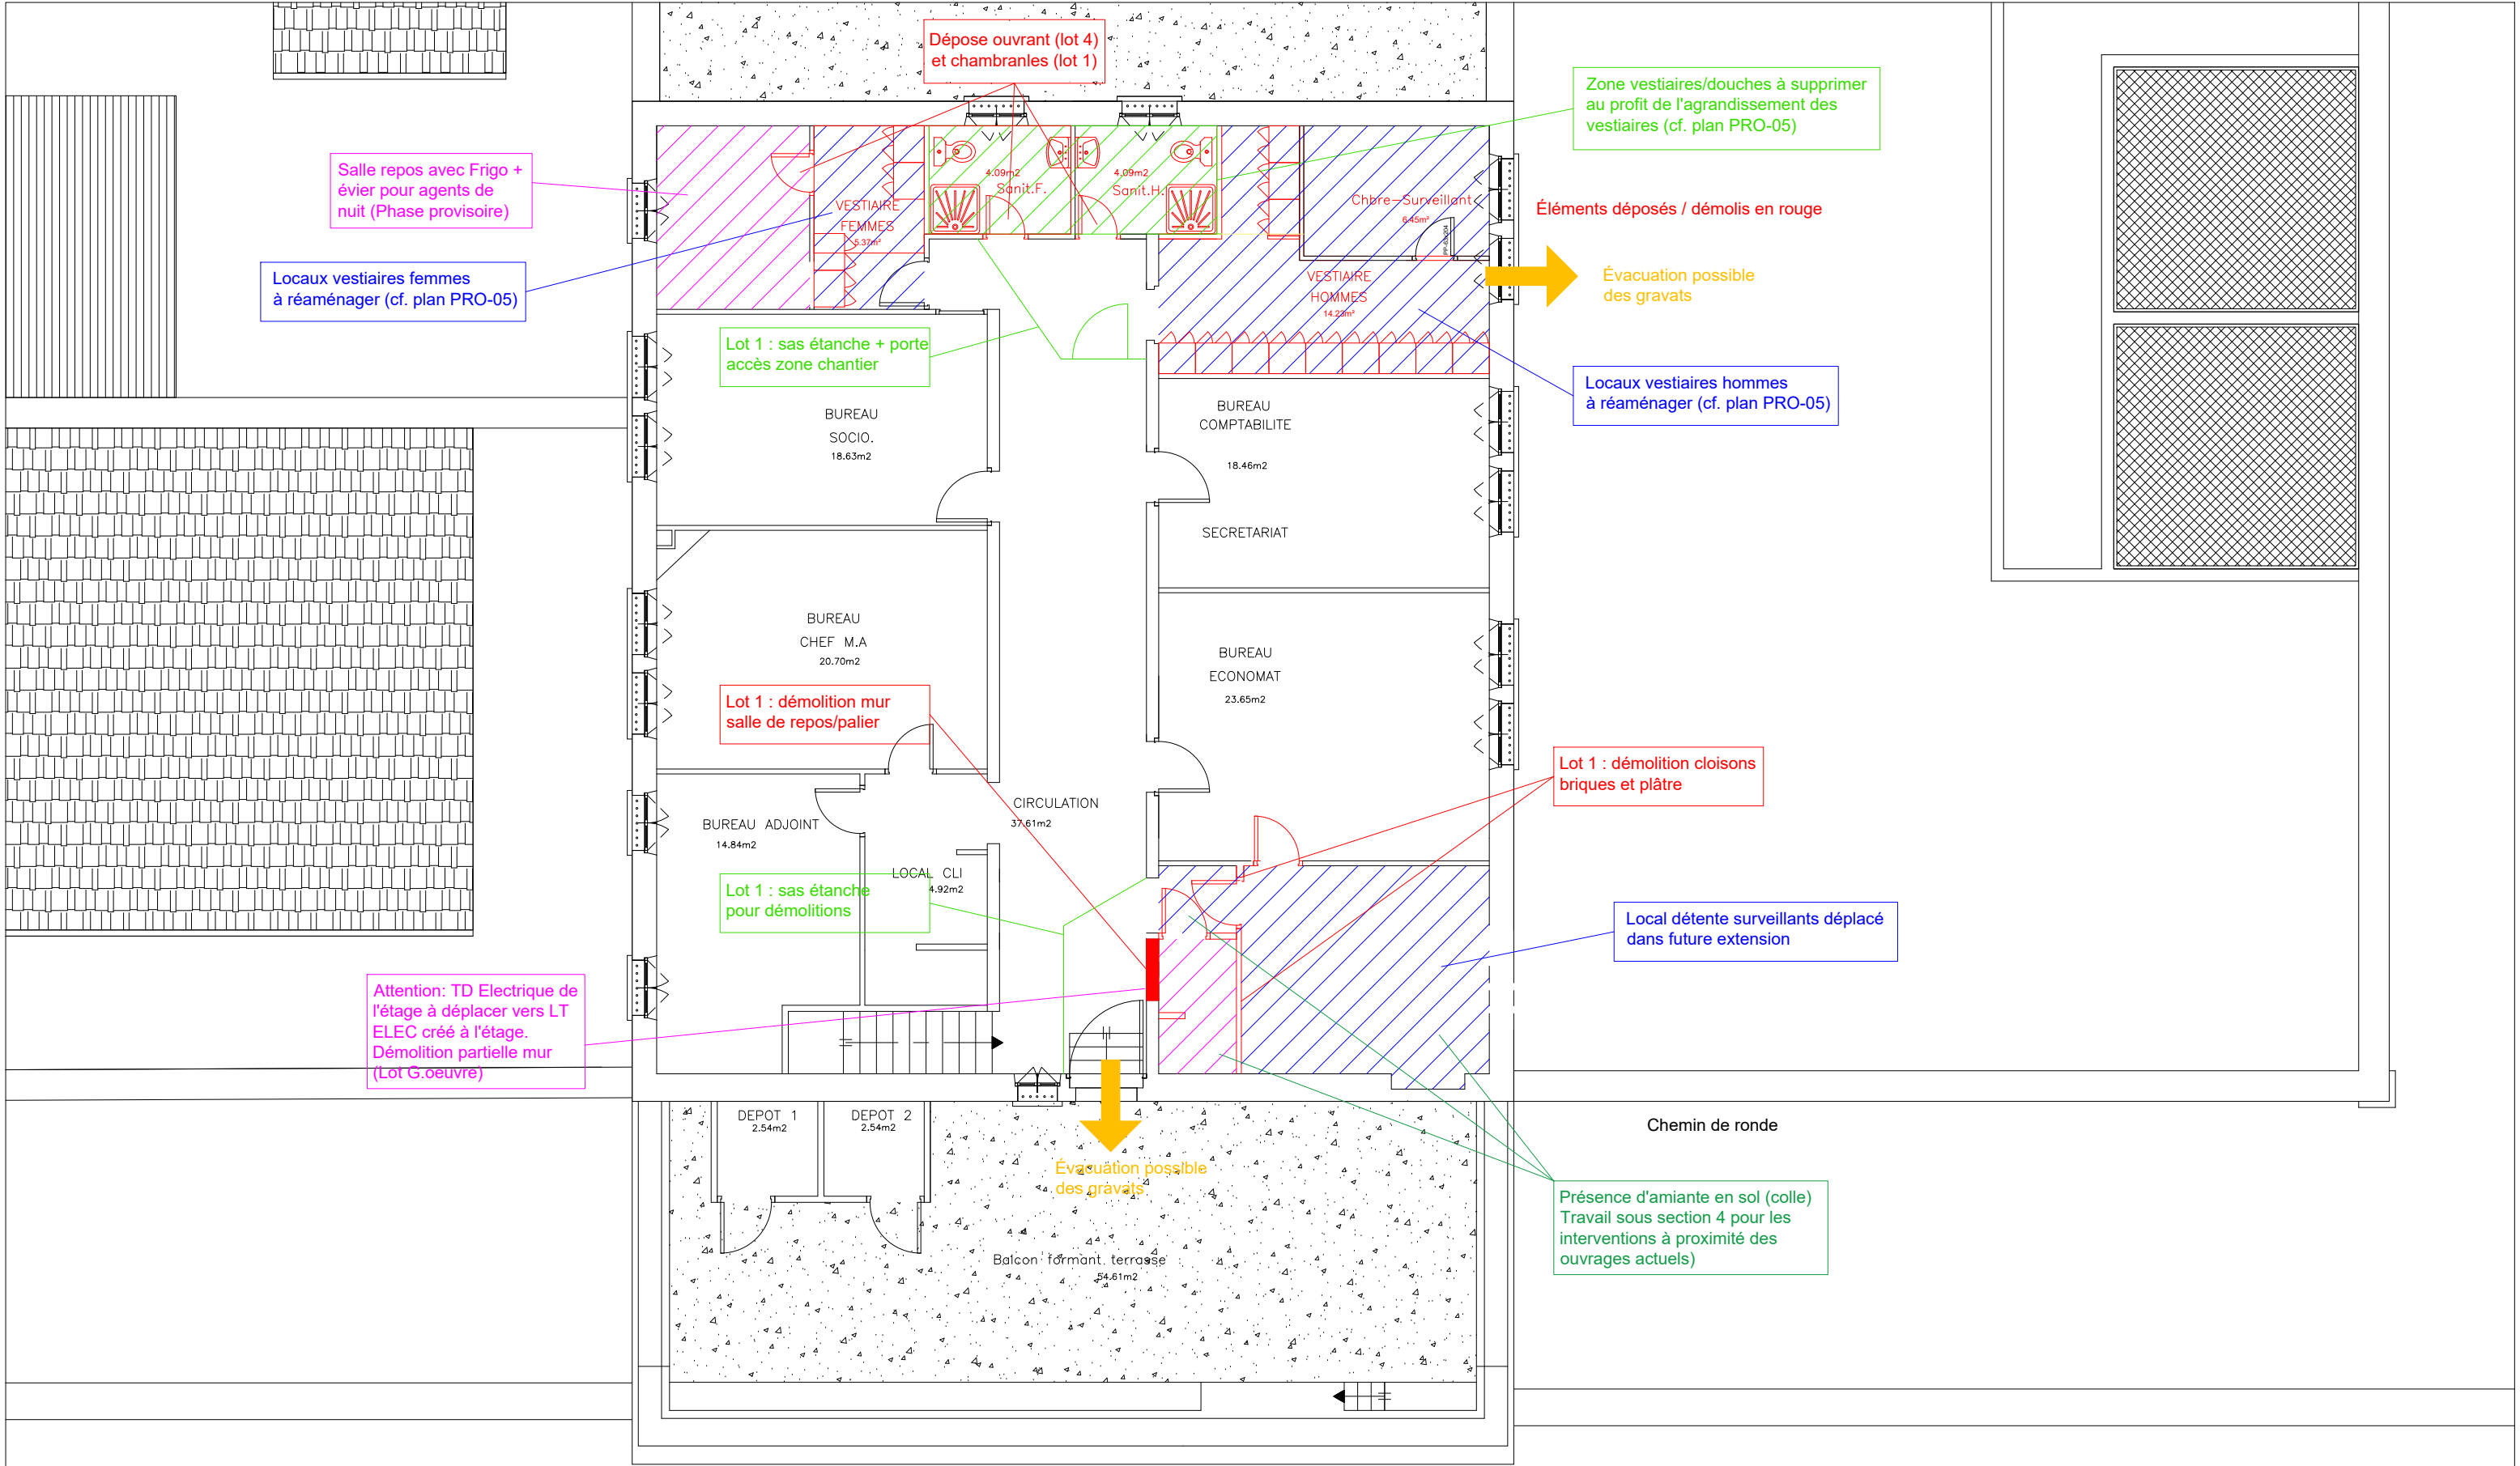 Dépose ouvrant (lot 4)
et chambranles (lot 1)
Zone vestiaires/douches à supprimer
au profit de l'agrandissement des
vestiaires (cf. plan PRO-05)
Salle repos avec Frigo +
évier pour agents de
nuit (Phase provisoire)
Locaux vestiaires femmes
à réaménager (cf. plan PRO-05)
VESTIAIRE
FEMMES
5.37m²
4.09m2
Sanit.F.
4.09m2
Sanit.H.
Chbre-Surveillant
6.45m²
PP-83x204
Éléments déposés / démolis en rouge
Évacuation possible
des gravats
VESTIAIRE
HOMMES
14.23m²
Lot 1 : sas étanche + porte
accès zone chantier
Locaux vestiaires hommes
à réaménager (cf. plan PRO-05)
BUREAU
SOCIO.
18.63m2
BUREAU
COMPTABILITE
18.46m2
SECRETARIAT
BUREAU
CHEF M.A
20.70m2
BUREAU
ECONOMAT
23.65m2
Lot 1 : démolition mur
salle de repos/palier
Lot 1 : démolition cloisons
briques et plâtre
CIRCULATION
37.61m2
BUREAU ADJOINT
14.84m2
LOCAL CLI
4.92m2
Lot 1 : sas étanche
pour démolitions
Local détente surveillants déplacé
dans future extension
Attention: TD Electrique de
l'étage à déplacer vers LT
ELEC créé à l'étage.
Démolition partielle mur
(Lot G.oeuvre)
DEPOT 1
2.54m2
DEPOT 2
2.54m2
Chemin de ronde
Évacuation possible
des gravats
Présence d'amiante en sol (colle)
Travail sous section 4 pour les
interventions à proximité des
ouvrages actuels)
Balcon formant terrasse
54.61m2